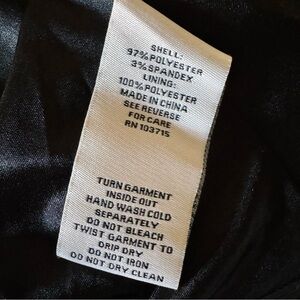 SHELL:
97% POLYESTER
3% SPANDEX
LINING:
100% POLYESTER
MADE IN CHINA
SEE REVERSE
FOR CARE
RN 103715
TURN GARMENT
INSIDE OUT
HAND WASH COLD
SEPARATELY
DO NOT BLEACH
TWIST GARMENT TO
DRIP DRY
DO NOT IRON
DO NOT DRY CLEAN